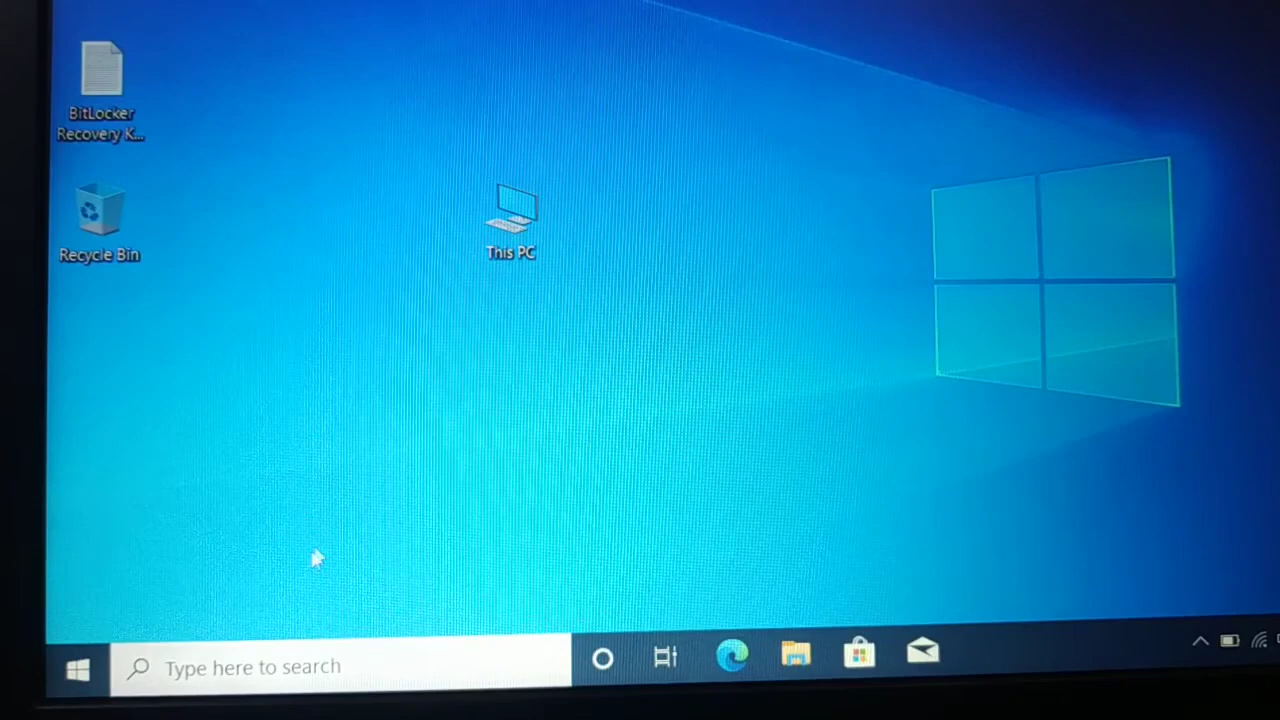 BitLocker
Recovery K...
Recycle Bin
This PC
Type here to search